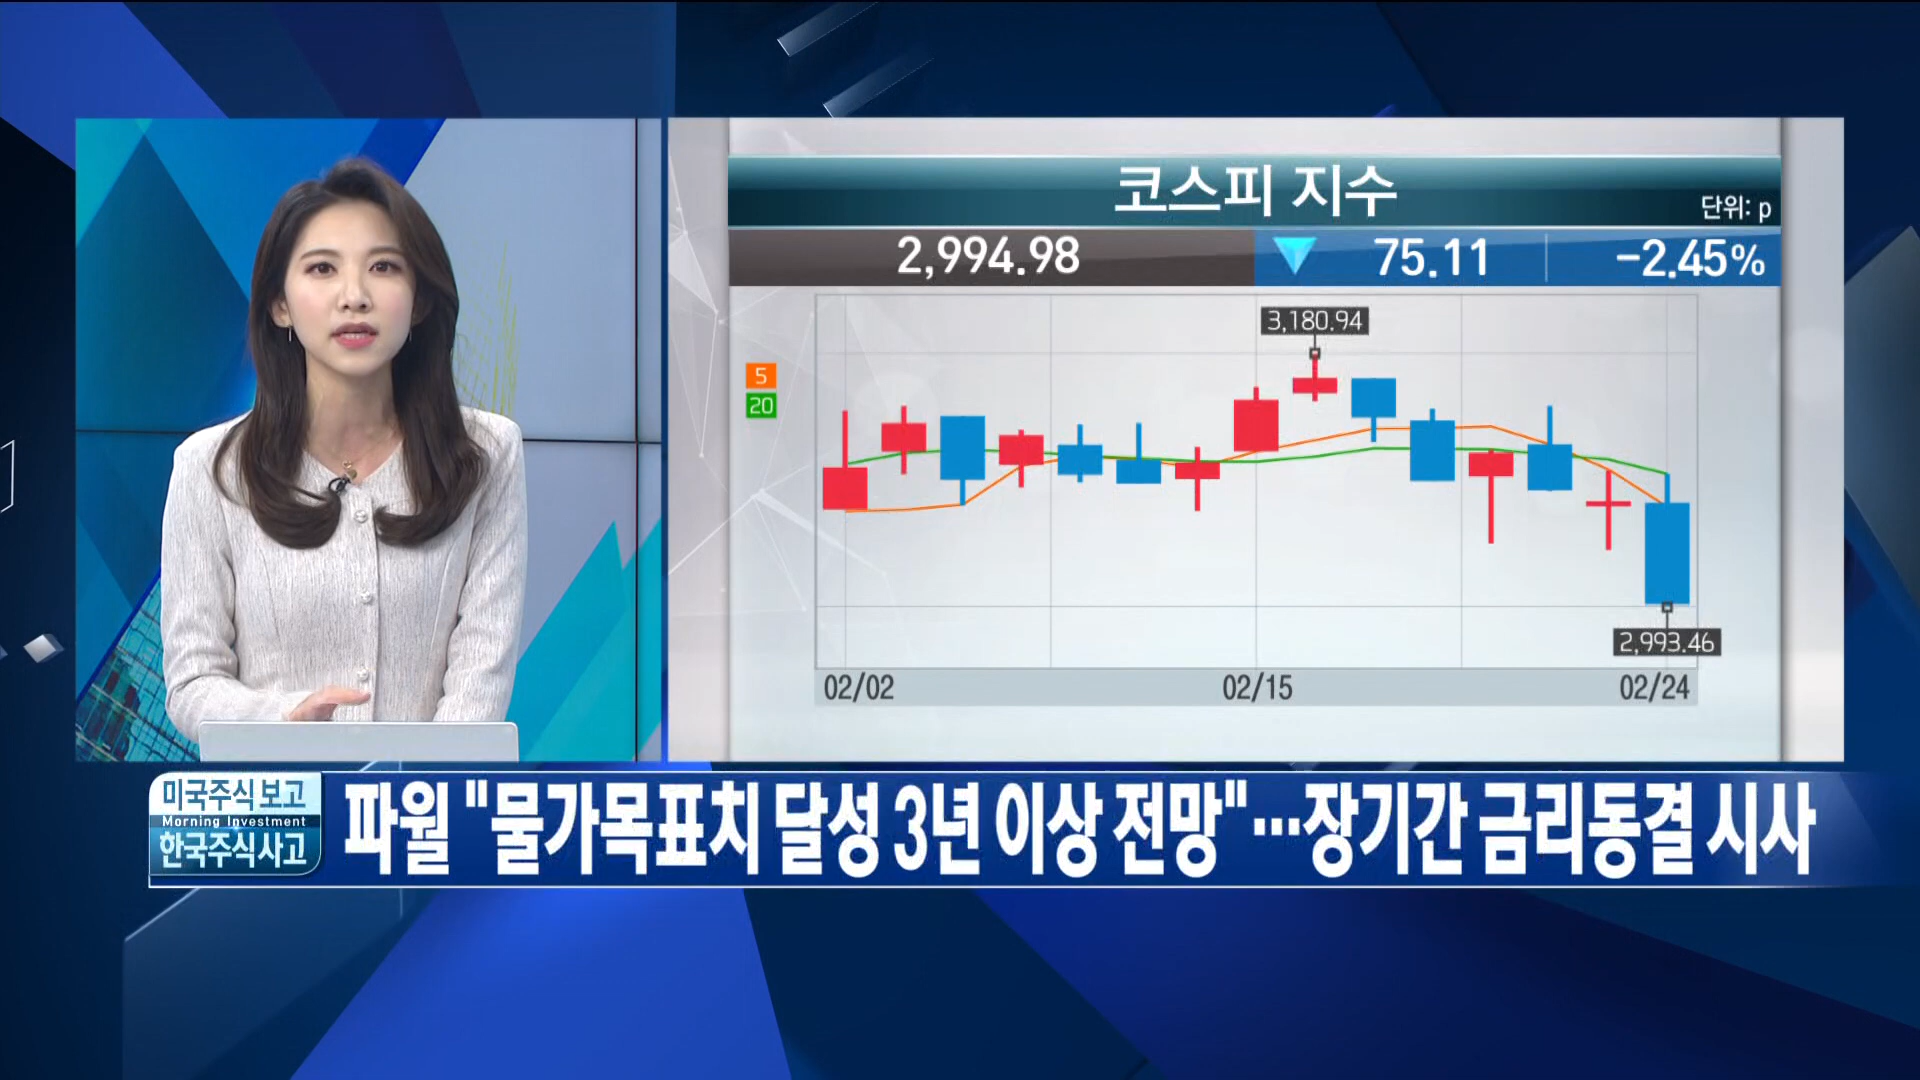 코스피 지수
단위: p
2,994.98 ▼ 75.11 -2.45%
3,180.94
5
20
2,993.46
02/02 02/15 02/24
미국주식 보고
Morning Investment
한국주식 사고
파월 "물가목표치 달성 3년 이상 전망"…장기간 금리동결 시사